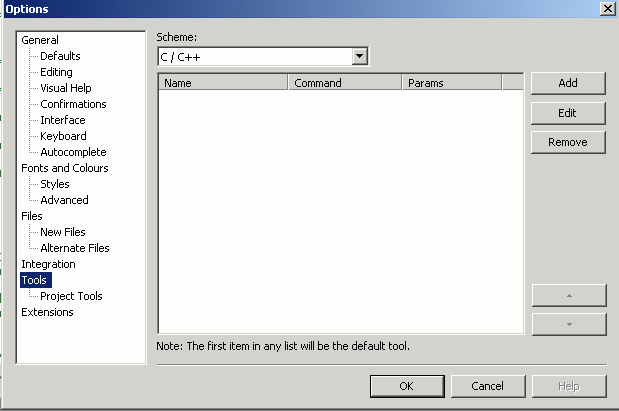 Options
General
Defaults
Editing
Visual Help
Confirmations
Interface
Keyboard
Autocomplete
Fonts and Colours
Styles
Advanced
Files
New Files
Alternate Files
Integration
Tools
Project Tools
Extensions
Scheme:
C / C++
Name Command Params
Add
Edit
Remove
Note: The first item in any list will be the default tool.
OK Cancel Help